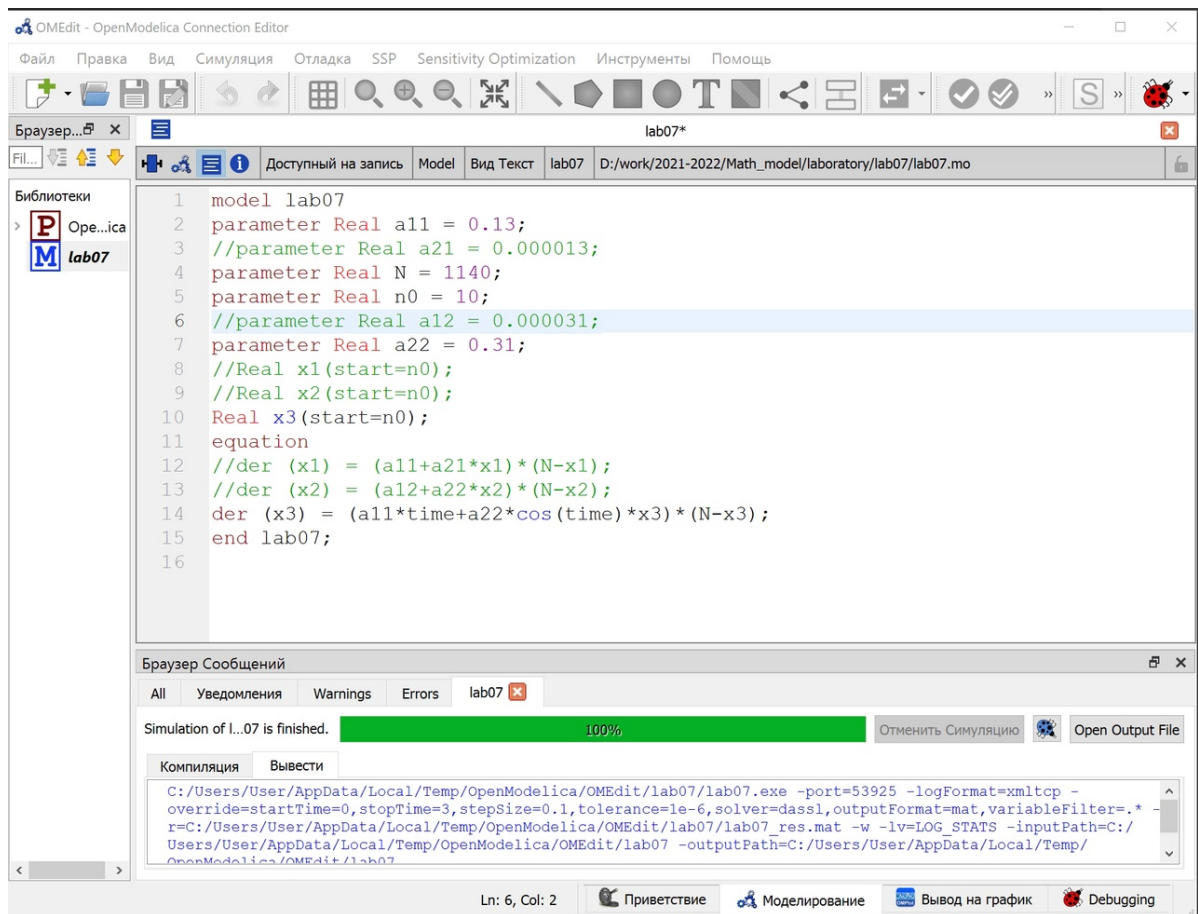 OMEdit - OpenModelica Connection Editor
Файл Правка Вид Симуляция Отладка SSP Sensitivity Optimization Инструменты Помощь
T » S »
Браузер... lab07*
Fil... Доступный на запись Model Вид Текст lab07 D:/work/2021-2022/Math_model/laboratory/lab07/lab07.mo
Библиотеки
P Ope...ica
M lab07
1 model lab07
2 parameter Real a11 = 0.13;
3 //parameter Real a21 = 0.000013;
4 parameter Real N = 1140;
5 parameter Real n0 = 10;
6 //parameter Real a12 = 0.000031;
7 parameter Real a22 = 0.31;
8 //Real x1(start=n0);
9 //Real x2(start=n0);
10 Real x3(start=n0);
11 equation
12 //der (x1) = (a11+a21*x1)*(N-x1);
13 //der (x2) = (a12+a22*x2)*(N-x2);
14 der (x3) = (a11*time+a22*cos(time)*x3)*(N-x3);
15 end lab07;
16
Браузер Сообщений
All Уведомления Warnings Errors lab07
Simulation of l...07 is finished. 100% Отменить Симуляцию Open Output File
Компиляция Вывести
C:/Users/User/AppData/Local/Temp/OpenModelica/OMEdit/lab07/lab07.exe -port=53925 -logFormat=xmltcp -
override=startTime=0,stopTime=3,stepSize=0.1,tolerance=1e-6,solver=dassl,outputFormat=mat,variableFilter=.* -
r=C:/Users/User/AppData/Local/Temp/OpenModelica/OMEdit/lab07/lab07_res.mat -w -lv=LOG_STATS -inputPath=C:/
Users/User/AppData/Local/Temp/OpenModelica/OMEdit/lab07 -outputPath=C:/Users/User/AppData/Local/Temp/
OpenModelica/OMEdit/lab07
Ln: 6, Col: 2 Приветствие Моделирование Вывод на график Debugging